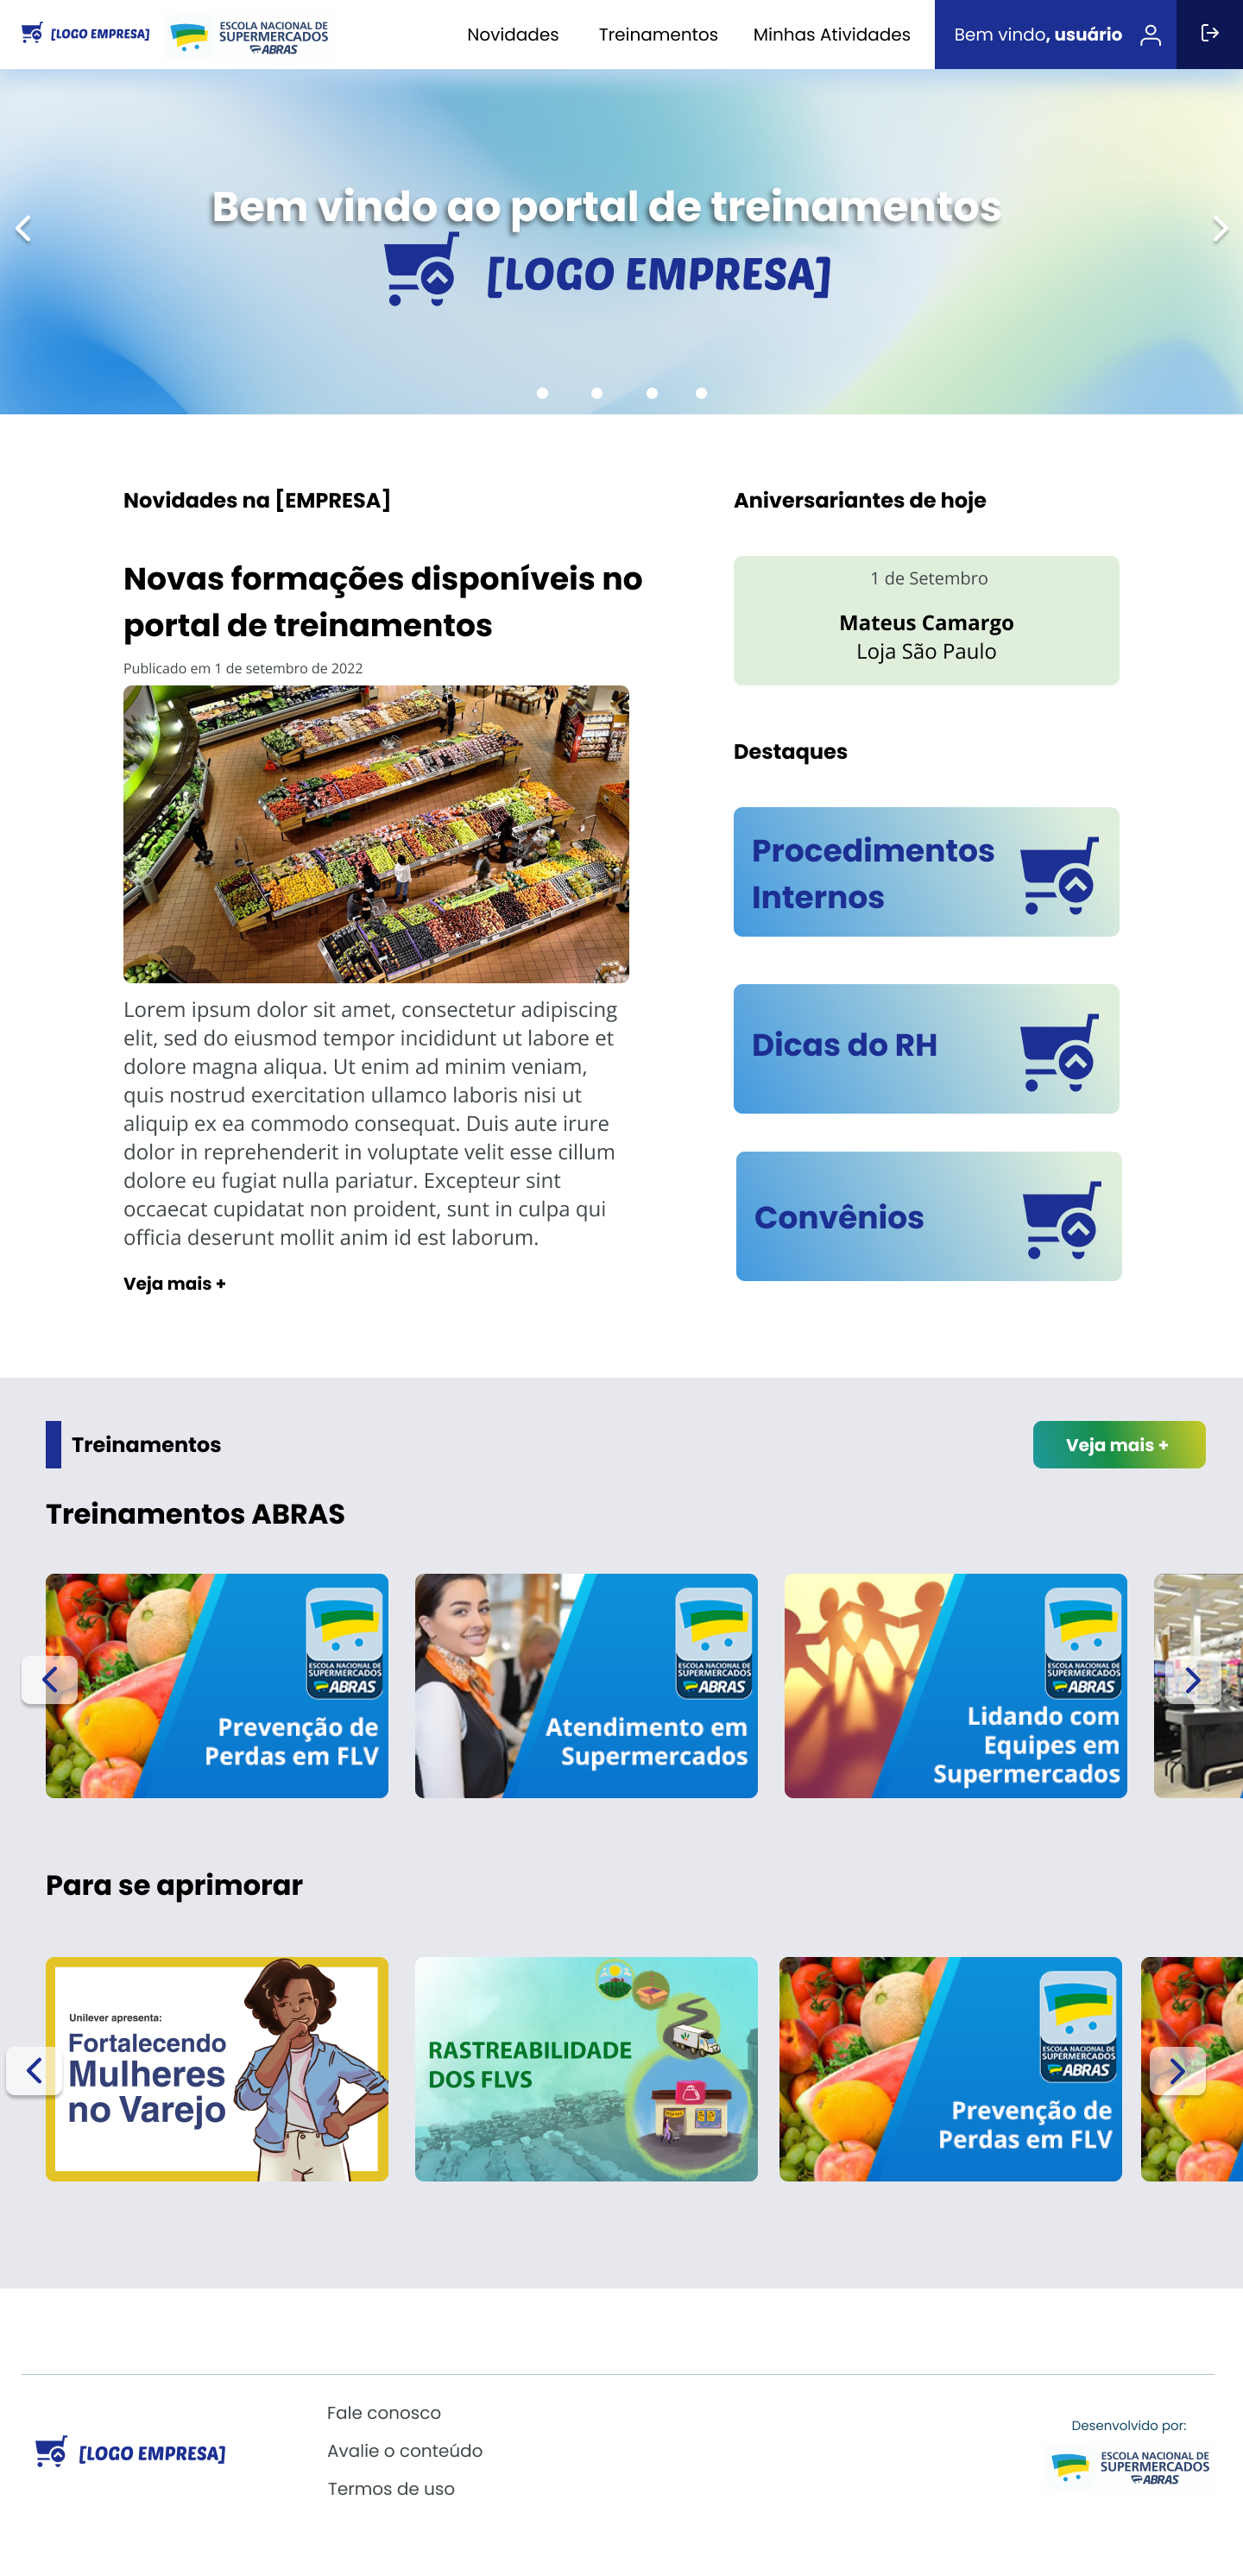 [LOGO EMPRESA]
ESCOLA NACIONAL DE
SUPERMERCADOS
ABRAS
Novidades
Treinamentos
Minhas Atividades
Bem vindo, usuário
Bem vindo ao portal de treinamentos
[LOGO EMPRESA]
Novidades na [EMPRESA]
Novas formações disponíveis no
portal de treinamentos
Publicado em 1 de setembro de 2022
Lorem ipsum dolor sit amet, consectetur adipiscing
elit, sed do eiusmod tempor incididunt ut labore et
dolore magna aliqua. Ut enim ad minim veniam,
quis nostrud exercitation ullamco laboris nisi ut
aliquip ex ea commodo consequat. Duis aute irure
dolor in reprehenderit in voluptate velit esse cillum
dolore eu fugiat nulla pariatur. Excepteur sint
occaecat cupidatat non proident, sunt in culpa qui
officia deserunt mollit anim id est laborum.
Veja mais +
Aniversariantes de hoje
1 de Setembro
Mateus Camargo
Loja São Paulo
Destaques
Procedimentos
Internos
Dicas do RH
Convênios
Treinamentos
Veja mais +
Treinamentos ABRAS
ESCOLA NACIONAL DE
SUPERMERCADOS
ABRAS
Prevenção de
Perdas em FLV
ESCOLA NACIONAL DE
SUPERMERCADOS
ABRAS
Atendimento em
Supermercados
ESCOLA NACIONAL DE
SUPERMERCADOS
ABRAS
Lidando com
Equipes em
Supermercados
Para se aprimorar
Unilever apresenta:
Fortalecendo
Mulheres
no Varejo
RASTREABILIDADE
DOS FLVS
ESCOLA NACIONAL DE
SUPERMERCADOS
ABRAS
Prevenção de
Perdas em FLV
[LOGO EMPRESA]
Fale conosco
Avalie o conteúdo
Termos de uso
Desenvolvido por:
ESCOLA NACIONAL DE
SUPERMERCADOS
ABRAS